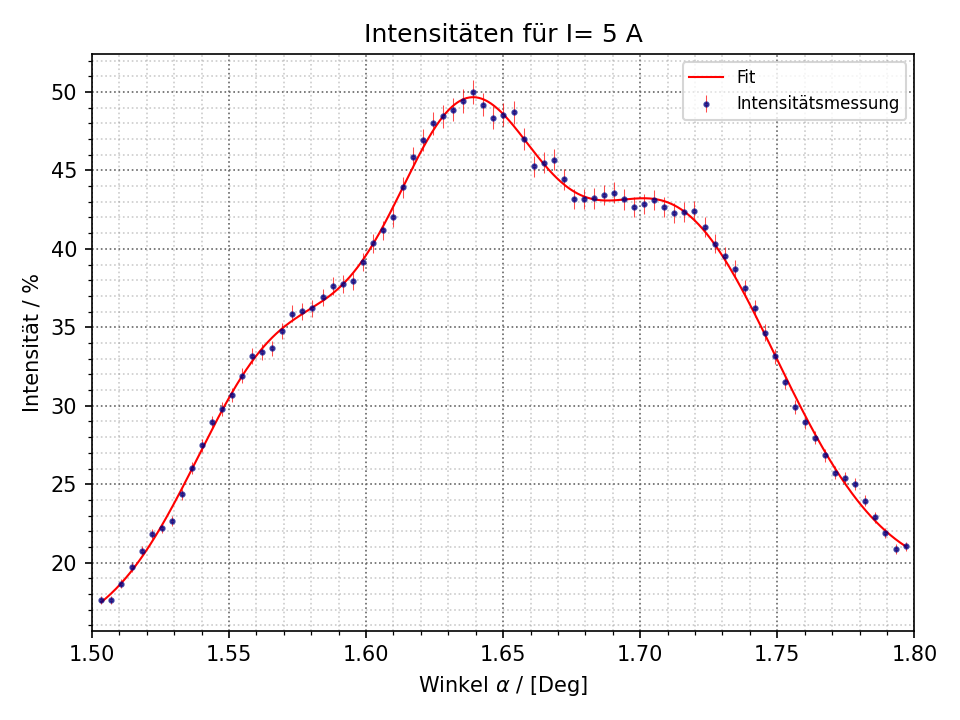 Intensitäten für I= 5 A
Fit
Intensitätsmessung
50
45
40
35
30
25
20
Intensität / %
1.50 1.55 1.60 1.65 1.70 1.75 1.80
Winkel α / [Deg]